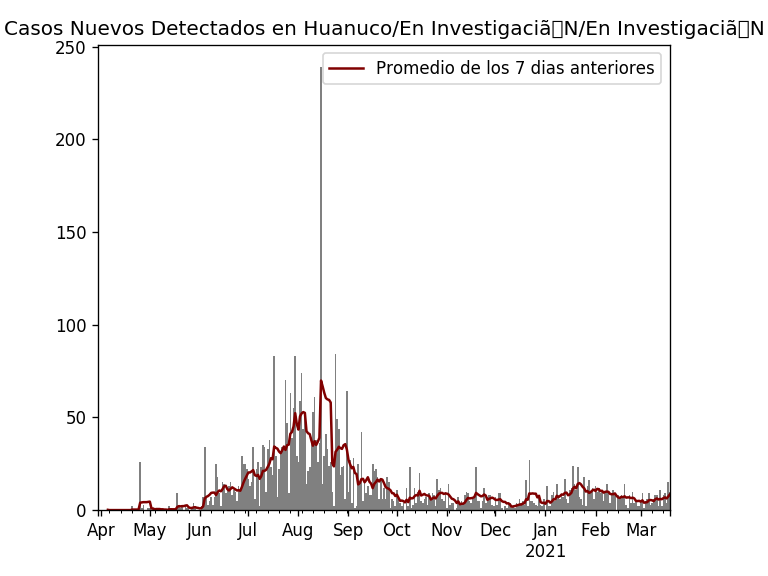 Casos Nuevos Detectados en Huanuco/En Investigaciã▯N/En Investigaciã▯N
250
Promedio de los 7 dias anteriores
200
150
100
50
0
Apr May Jun Jul Aug Sep Oct Nov Dec Jan Feb Mar
2021